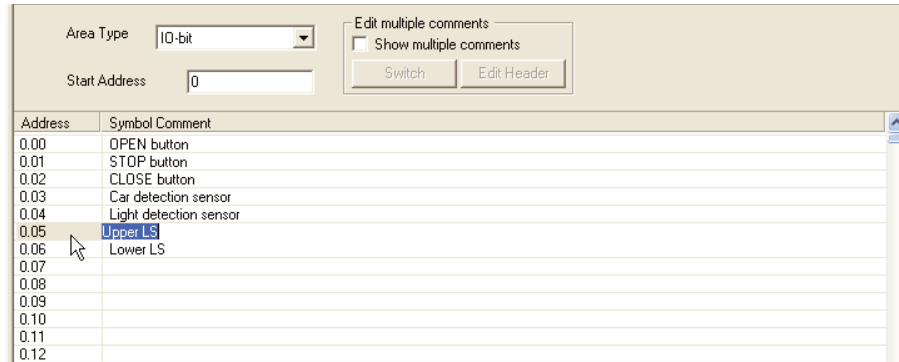 Area Type IO-bit
Edit multiple comments
Show multiple comments
Start Address 0
Switch Edit Header
Address Symbol Comment
0.00 OPEN button
0.01 STOP button
0.02 CLOSE button
0.03 Car detection sensor
0.04 Light detection sensor
0.05 Upper LS
0.06 Lower LS
0.07
0.08
0.09
0.10
0.11
0.12